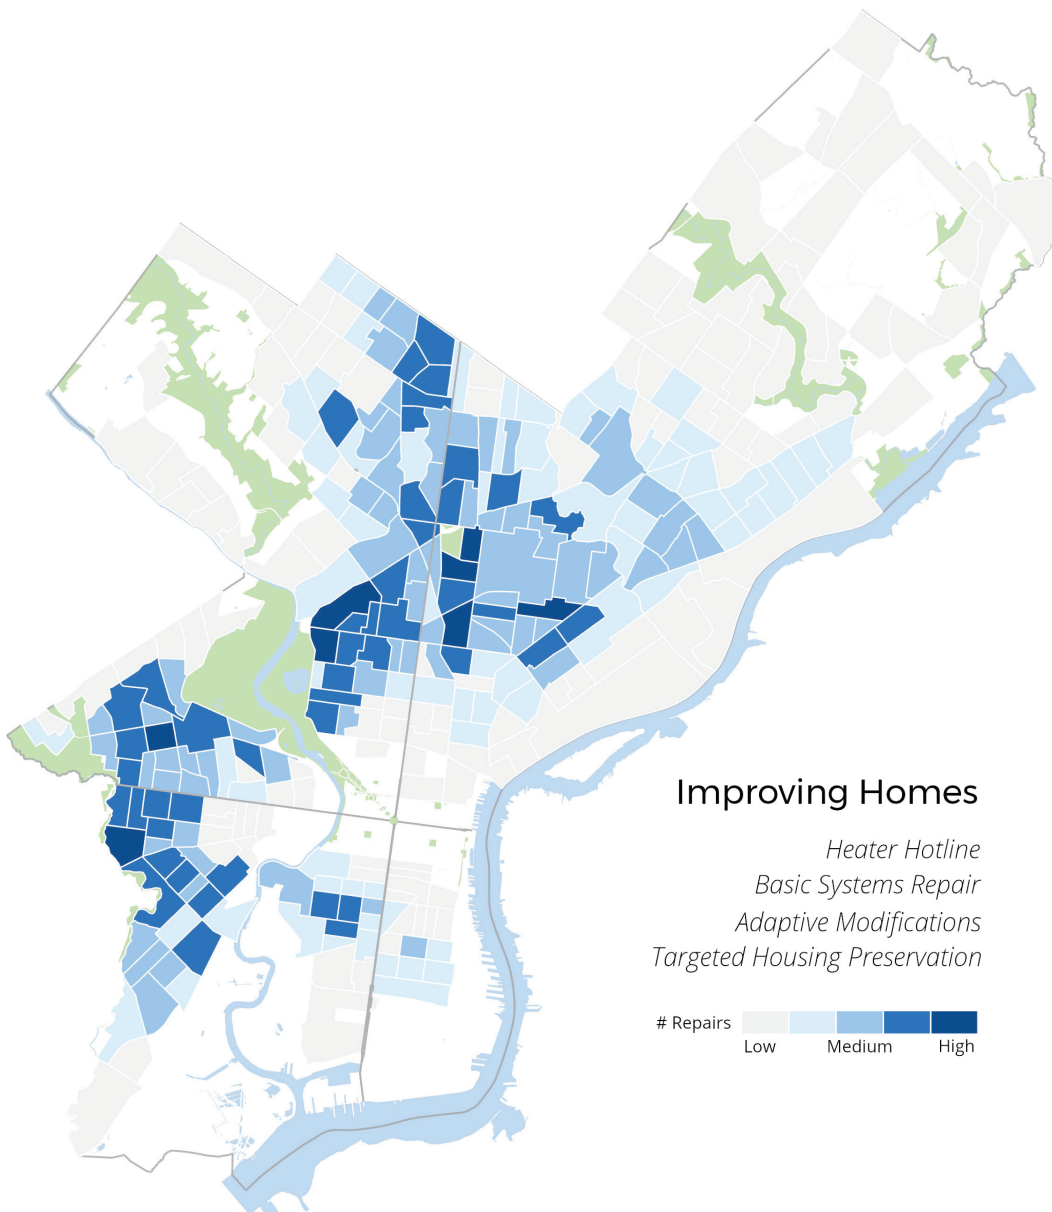 Improving Homes
Heater Hotline
Basic Systems Repair
Adaptive Modifications
Targeted Housing Preservation
# Repairs
Low Medium High